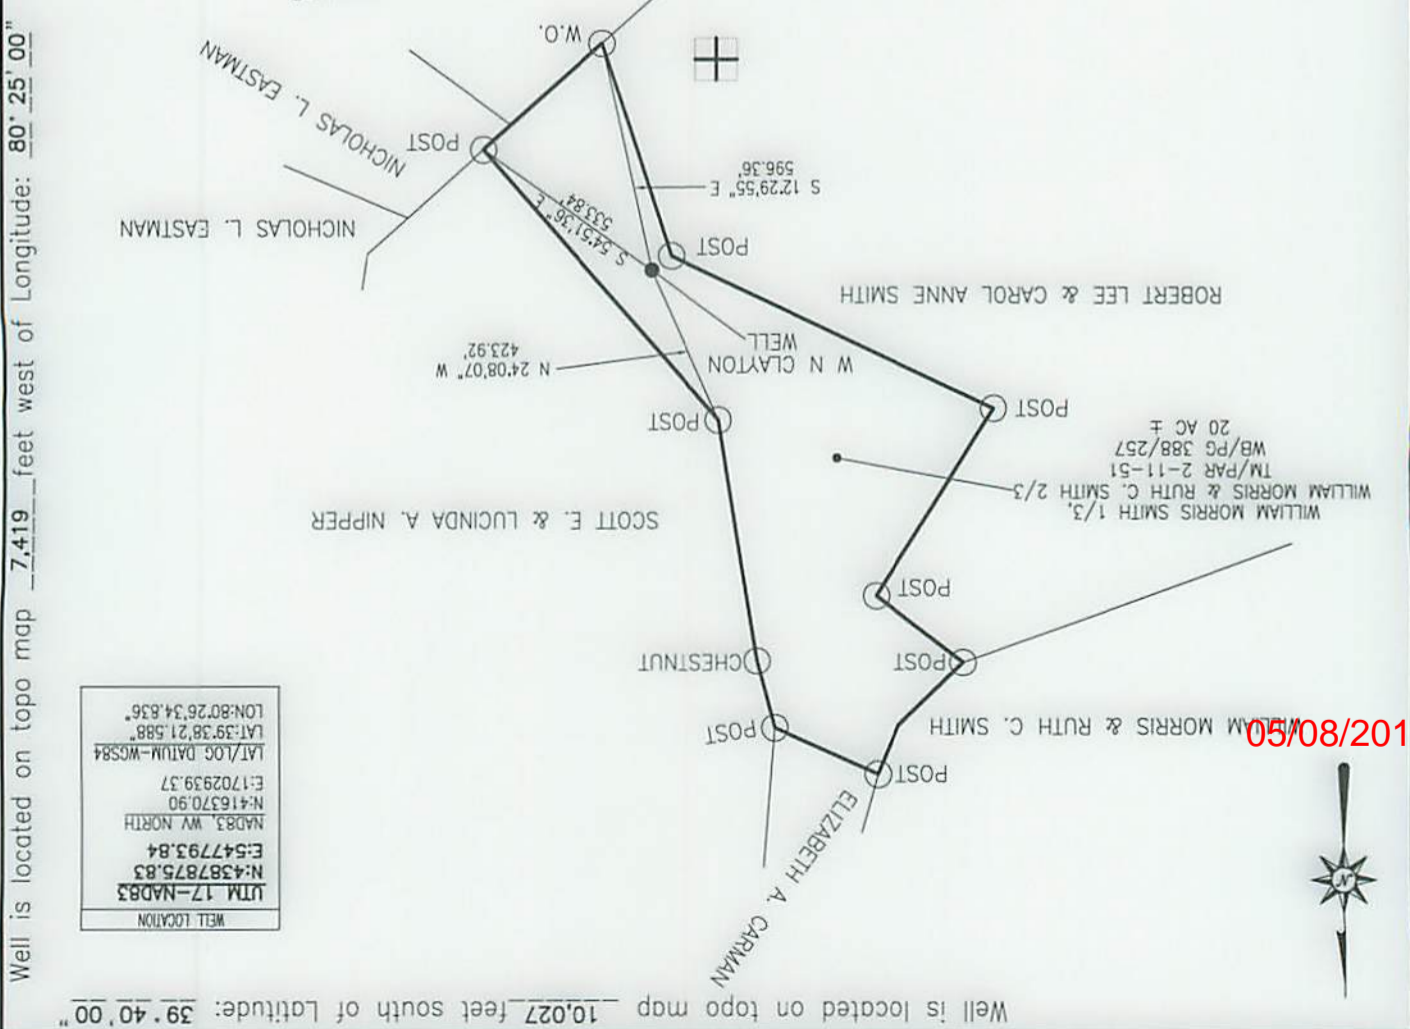 Well is located on topo map 10,027 feet south of Latitude: 39° 40' 00"
Well is located on topo map 7,419 feet west of Longitude: 80° 25' 00"
WELL LOCATION
UTM 17-NAD83
N:4387875.83
E:547793.84
NAD83, WV NORTH
N:416370.90
E:1702939.37
LAT/LOG DATUM-WGS84
LAT:39°38'21.588"
LON:80°26'34.836"
N
ELIZABETH A. CARMAN
POST
WILLIAM MORRIS & RUTH C. SMITH
05/08/201
POST
CHESTNUT
POST
POST
WILLIAM MORRIS SMITH 1/3,
WILLIAM MORRIS & RUTH C. SMITH 2/3
TM/PAR 2-11-51
WB/PG 388/257
20 AC ±
SCOTT E. & LUCINDA A. NIPPER
POST
POST
N 24°08'07" W
423.92'
W N CLAYTON
WELL
ROBERT LEE & CAROL ANNE SMITH
POST
S 54°51'36" E
533.84'
S 12°29'55" E
596.36'
NICHOLAS L. EASTMAN
NICHOLAS L. EASTMAN
POST
W.O.